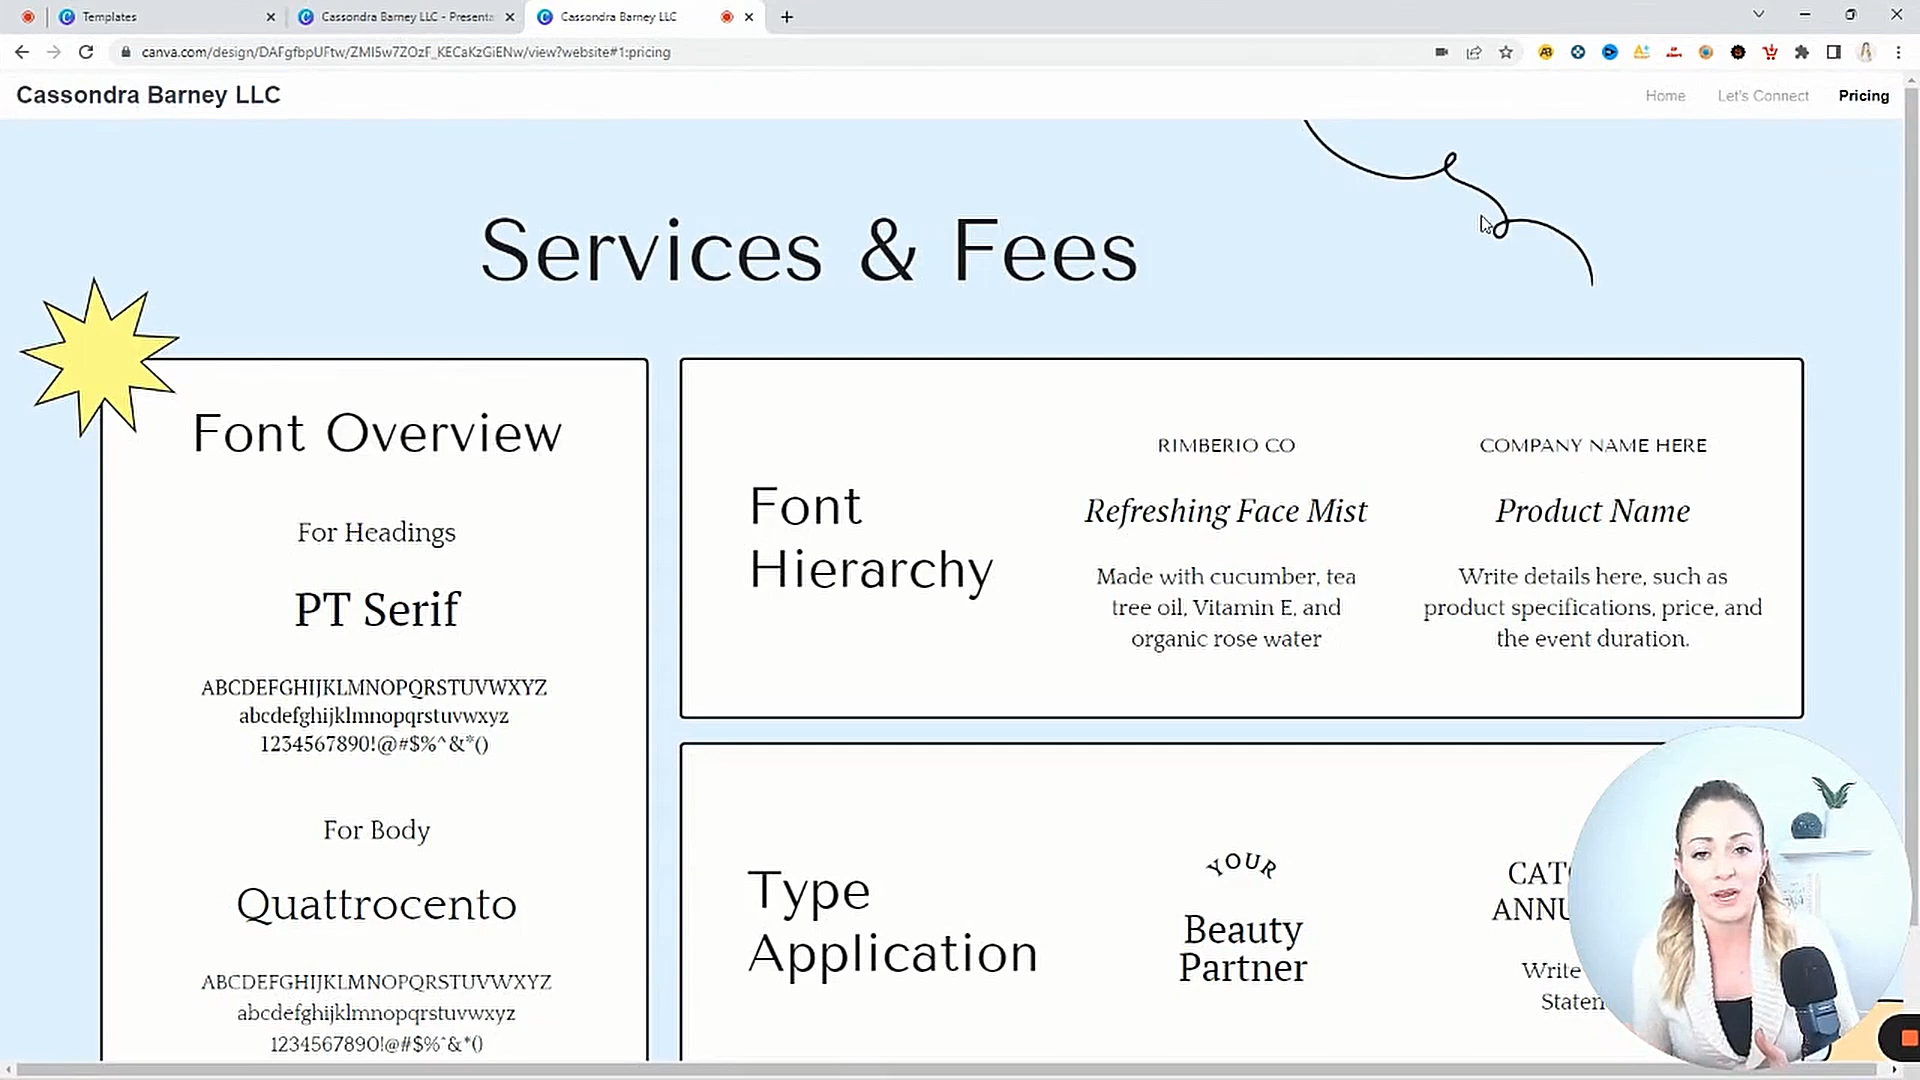 Templates
Cassondra Barney LLC - Presenta
Cassondra Barney LLC
canva.com/design/DAFgfbpUFtw/ZMI5w7ZOzF_KECaKzGiENw/view?website#1:pricing
Cassondra Barney LLC
Home
Let's Connect
Pricing
Services & Fees
Font Overview
For Headings
PT Serif
ABCDEFGHIJKLMNOPQRSTUVWXYZ
abcdefghijklmnopqrstuvwxyz
1234567890!@#$%^&*()
For Body
Quattrocento
ABCDEFGHIJKLMNOPQRSTUVWXYZ
abcdefghijklmnopqrstuvwxyz
1234567890!@#$%^&*()
Font
Hierarchy
RIMBERIO CO
Refreshing Face Mist
Made with cucumber, tea
tree oil, Vitamin E, and
organic rose water
COMPANY NAME HERE
Product Name
Write details here, such as
product specifications, price, and
the event duration.
Type
Application
YOUR
Beauty
Partner
Write